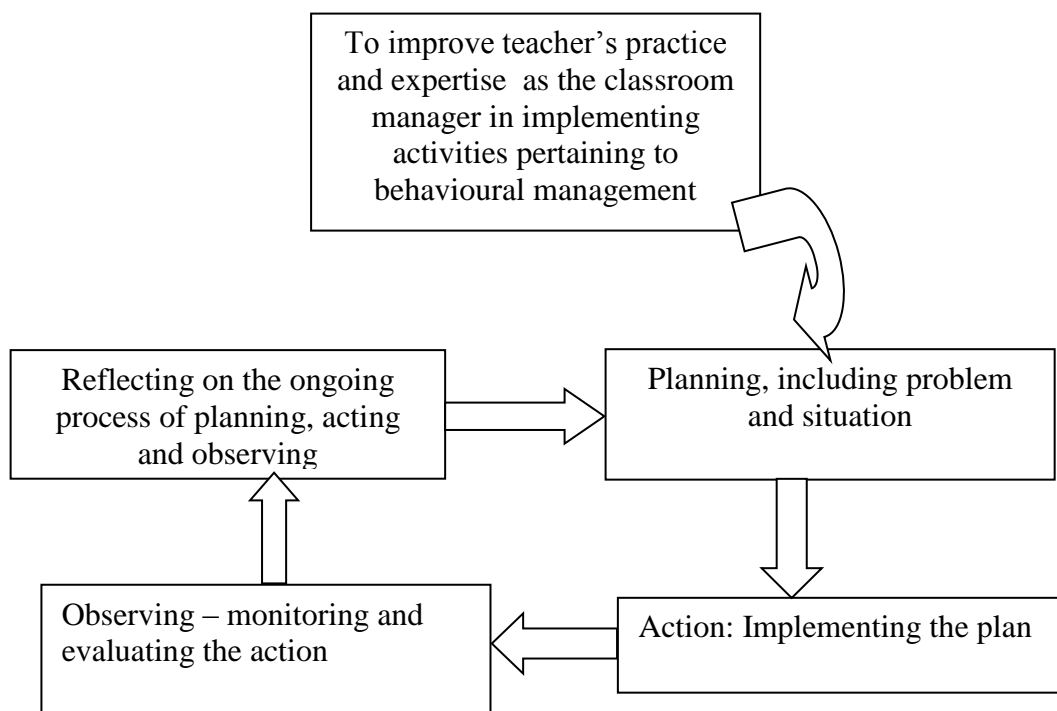 To improve teacher’s practice
and expertise  as the classroom
manager in implementing
activities pertaining to
behavioural management
Reflecting on the ongoing
process of planning, acting
and observing
Planning, including problem
and situation
Observing – monitoring and
evaluating the action
Action: Implementing the plan